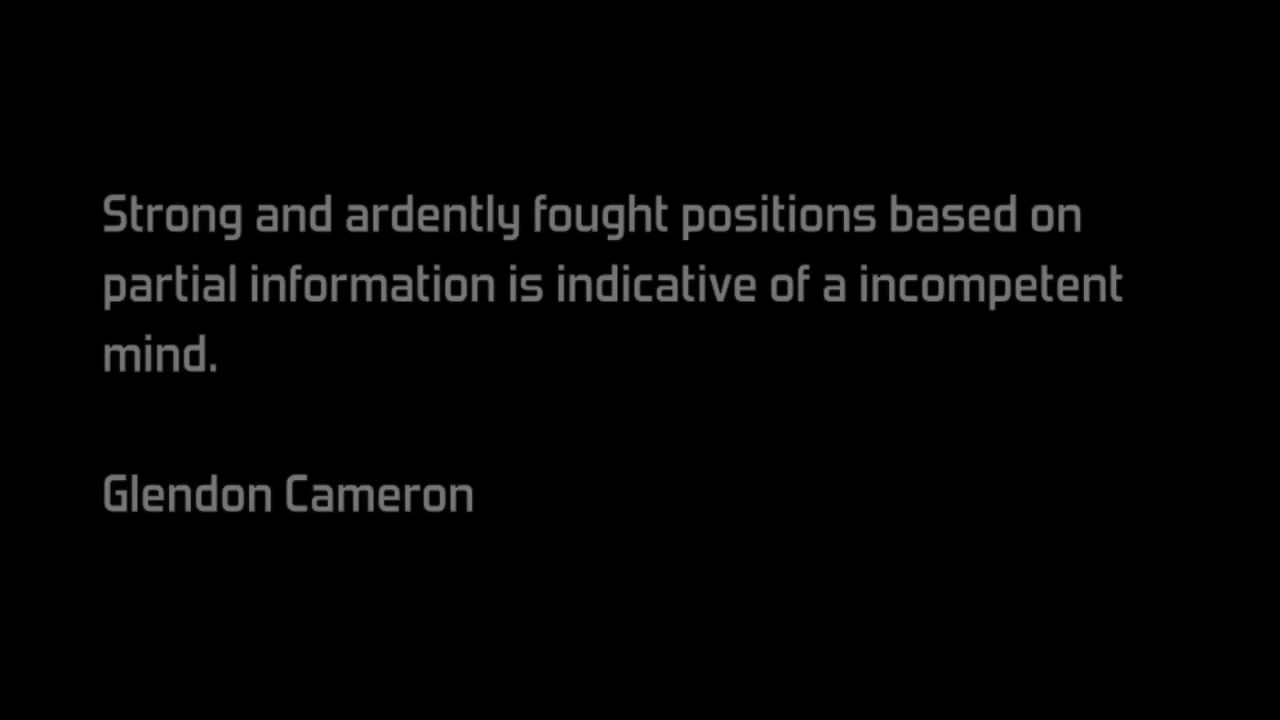 Strong and ardently fought positions based on
partial information is indicative of a incompetent
mind.
Glendon Cameron